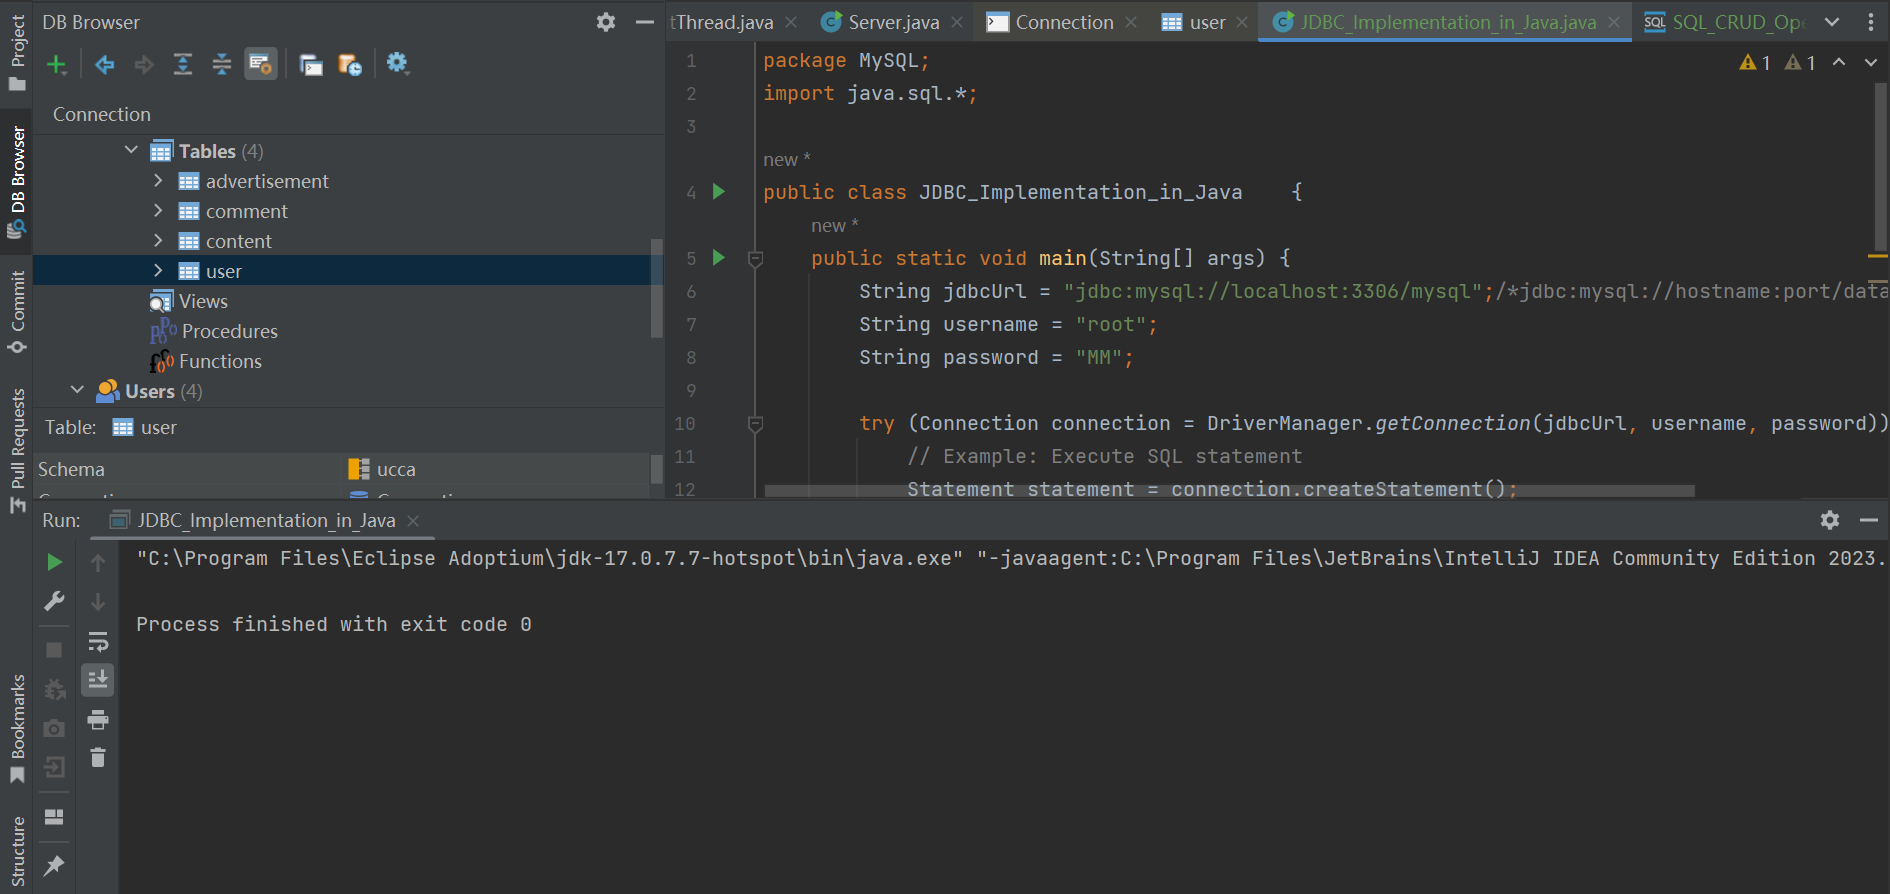 Project
DB Browser
Commit
Pull Requests
Bookmarks
Structure
DB Browser
Connection
Tables (4)
advertisement
comment
content
user
Views
Procedures
Functions
Users (4)
Table: user
Schema ucca
tThread.java
Server.java
Connection
user
JDBC_Implementation_in_Java.java
SQL SQL_CRUD_Ope
1 1
1 package MySQL;
2 import java.sql.*;
3
new *
4 public class JDBC_Implementation_in_Java {
new *
5 public static void main(String[] args) {
6 String jdbcUrl = "jdbc:mysql://localhost:3306/mysql";/*jdbc:mysql://hostname:port/data
7 String username = "root";
8 String password = "MM";
9
10 try (Connection connection = DriverManager.getConnection(jdbcUrl, username, password))
11 // Example: Execute SQL statement
12 Statement statement = connection.createStatement();
Run: JDBC_Implementation_in_Java
"C:\Program Files\Eclipse Adoptium\jdk-17.0.7.7-hotspot\bin\java.exe" "-javaagent:C:\Program Files\JetBrains\IntelliJ IDEA Community Edition 2023.
Process finished with exit code 0